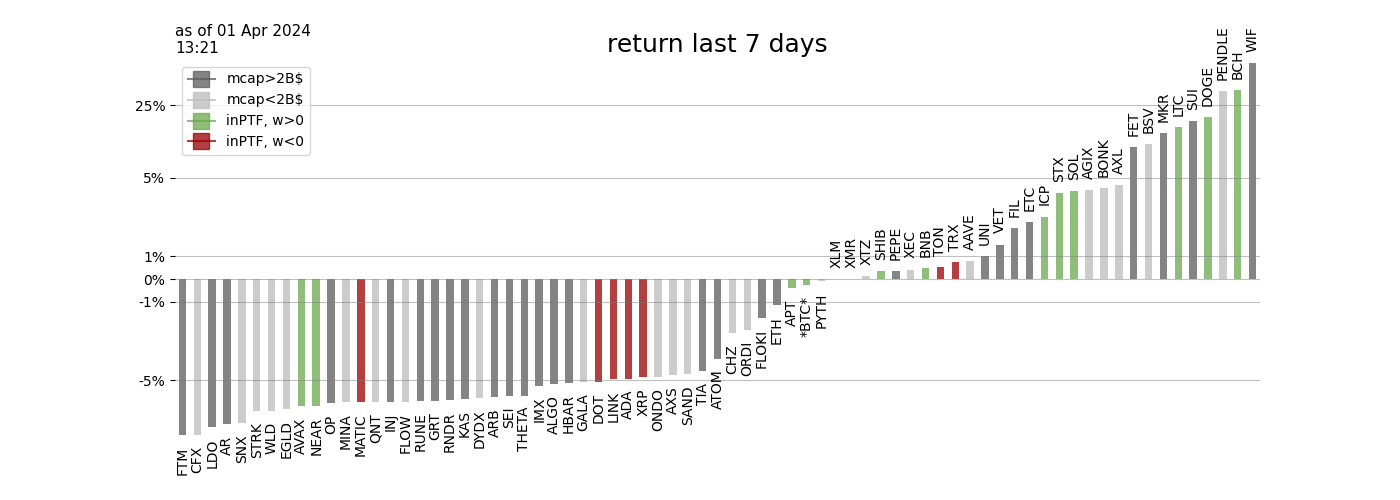 as of 01 Apr 2024
13:21
return last 7 days
mcap>2B$
mcap<2B$
inPTF, w>0
inPTF, w<0
25%
5%
1%
0%
-1%
-5%
FTM
CFX
LDO
AR
SNX
STRK
WLD
EGLD
AVAX
NEAR
OP
MINA
MATIC
QNT
INJ
FLOW
RUNE
GRT
RNDR
KAS
DYDX
ARB
SEI
THETA
IMX
ALGO
HBAR
GALA
DOT
LINK
ADA
XRP
ONDO
AXS
SAND
TIA
ATOM
CHZ
ORDI
FLOKI
ETH
APT
*BTC*
PYTH
XLM
XMR
XTZ
SHIB
PEPE
XEC
BNB
TON
TRX
AAVE
UNI
VET
FIL
ETC
ICP
STX
SOL
AGIX
BONK
AXL
FET
BSV
MKR
LTC
SUI
DOGE
PENDLE
BCH
WIF